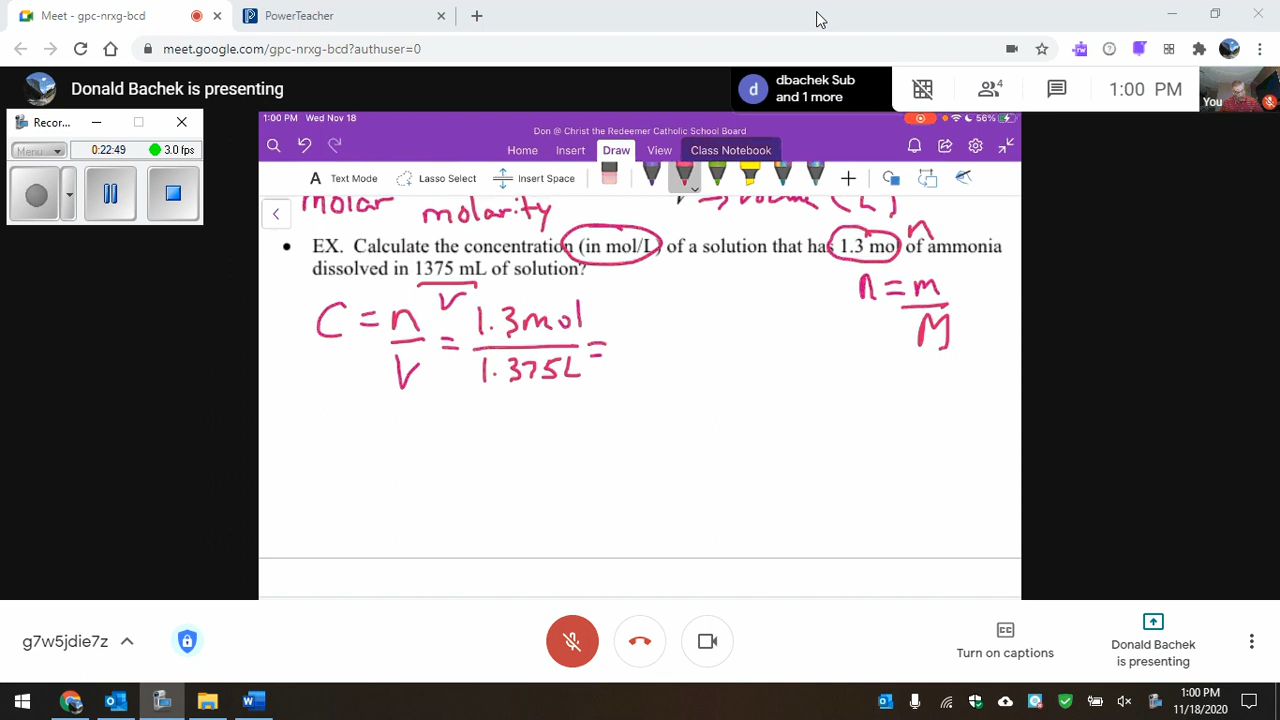 Meet - gpc-nrxg-bcd
PowerTeacher
meet.google.com/gpc-nrxg-bcd?authuser=0
Donald Bachek is presenting
dbachek Sub
and 1 more
1:00 PM
You
Recor...
Menu
0:22:49
3.0 fps
1:00 PM Wed Nov 18
56%
Don @ Christ the Redeemer Catholic School Board
Home Insert Draw View Class Notebook
Text Mode Lasso Select Insert Space
molar molarity → volume (L)
• EX. Calculate the concentration (in mol/L) of a solution that has 1.3 mol of ammonia
dissolved in 1375 mL of solution?
n
V
n = m
M
C = n = 1.3mol =
V 1.375L
g7w5jdie7z
Turn on captions
Donald Bachek
is presenting
1:00 PM
11/18/2020